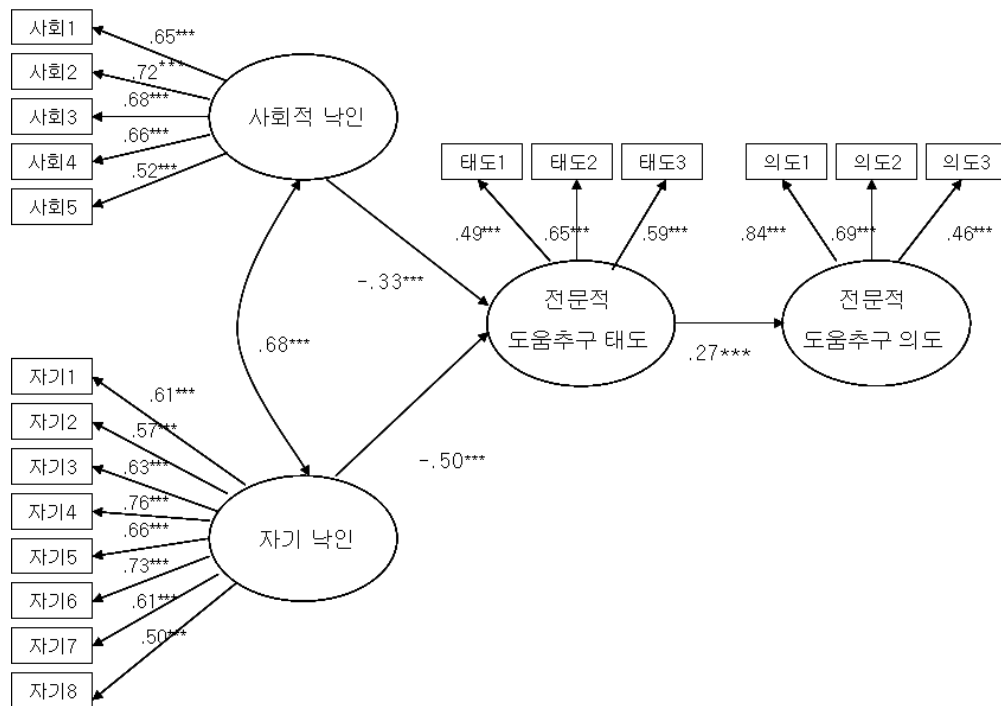 사회1
사회2
사회3
사회4
사회5
.65***
.72***
.68***
.66***
.52***
사회적 낙인
태도1
태도2
태도3
.49***
.65***
.59***
의도1
의도2
의도3
.84***
.69***
.46***
-.33***
전문적
도움추구 태도
.27***
전문적
도움추구 의도
.68***
-.50***
자기1
자기2
자기3
자기4
자기5
자기6
자기7
자기8
.61***
.57***
.63***
.76***
.66***
.73***
.61***
.50***
자기 낙인